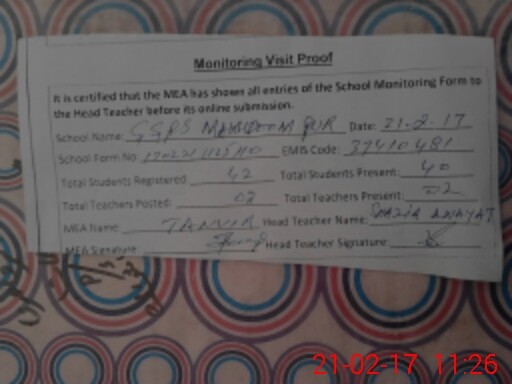 Monitoring Visit Proof
It is certified that the MEA has shown all entries of the School Monitoring Form to
the Head Teacher before its online submission.
School Name: GGPS MAKHDOOM PUR Date: 21-2-17
School Form No: EMIS Code: 37410481
Total Students Registered: 42 Total Students Present: 40
Total Teachers Posted: 02 Total Teachers Present: 02
MEA Name: TANVIR Head Teacher Name: NAZIA ANAYAT
MEA Signature: Head Teacher Signature:
21-02-17 11:26